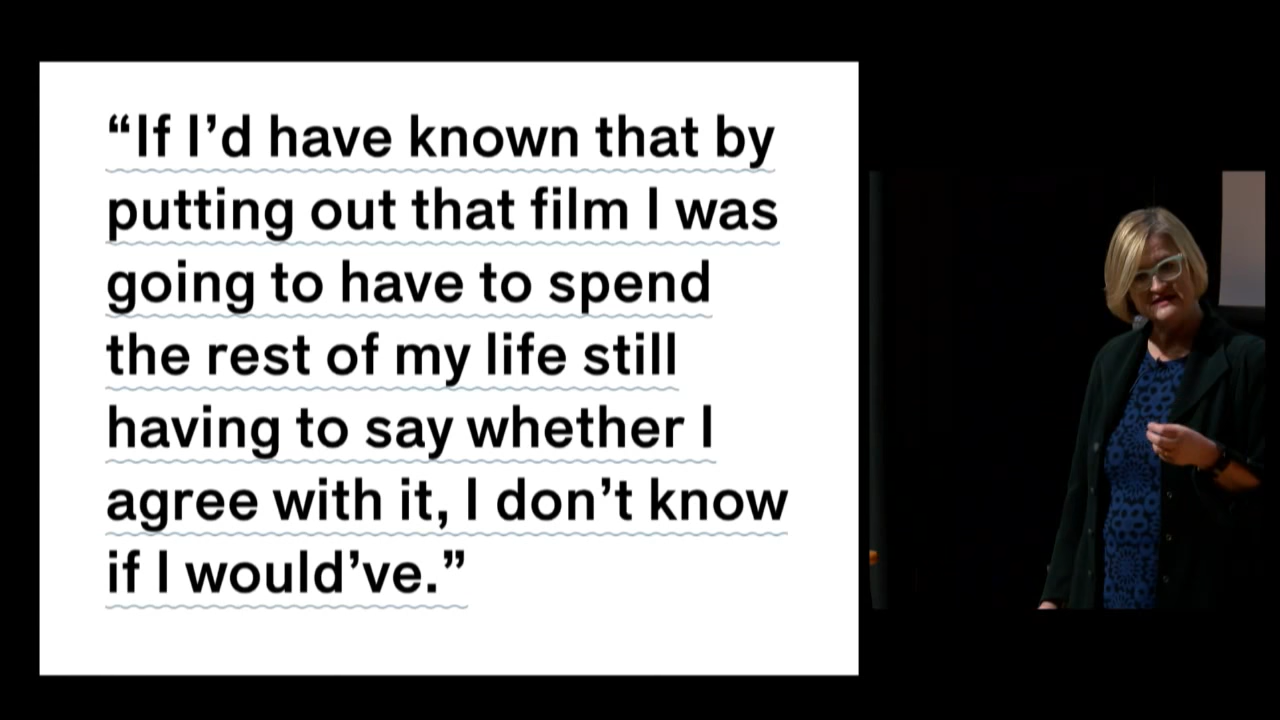 “If I’d have known that by
putting out that film I was
going to have to spend
the rest of my life still
having to say whether I
agree with it, I don’t know
if I would’ve.”